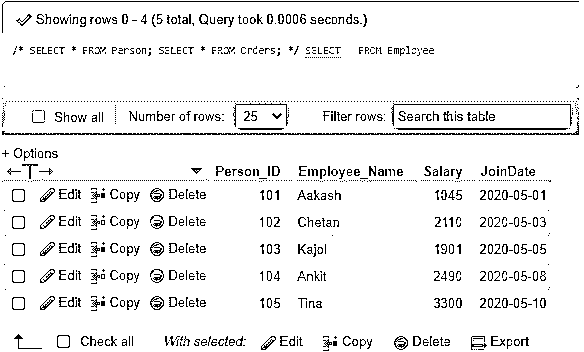 Showing rows 0 - 4 (5 total, Query took 0.0006 seconds.)
/* SELECT * FROM Person; SELECT * FROM Orders; */ SELECT FROM Employee
Show all Number of rows: 25 Filter rows: Search this table
+ Options
←T→ Person_ID Employee_Name Salary JoinDate
Edit Copy Delete 101 Aakash 1045 2020-05-01
Edit Copy Delete 102 Chetan 2110 2020-05-03
Edit Copy Delete 103 Kajol 1901 2020-05-05
Edit Copy Delete 104 Ankit 2490 2020-05-08
Edit Copy Delete 105 Tina 3300 2020-05-10
Check all With selected: Edit Copy Delete Export